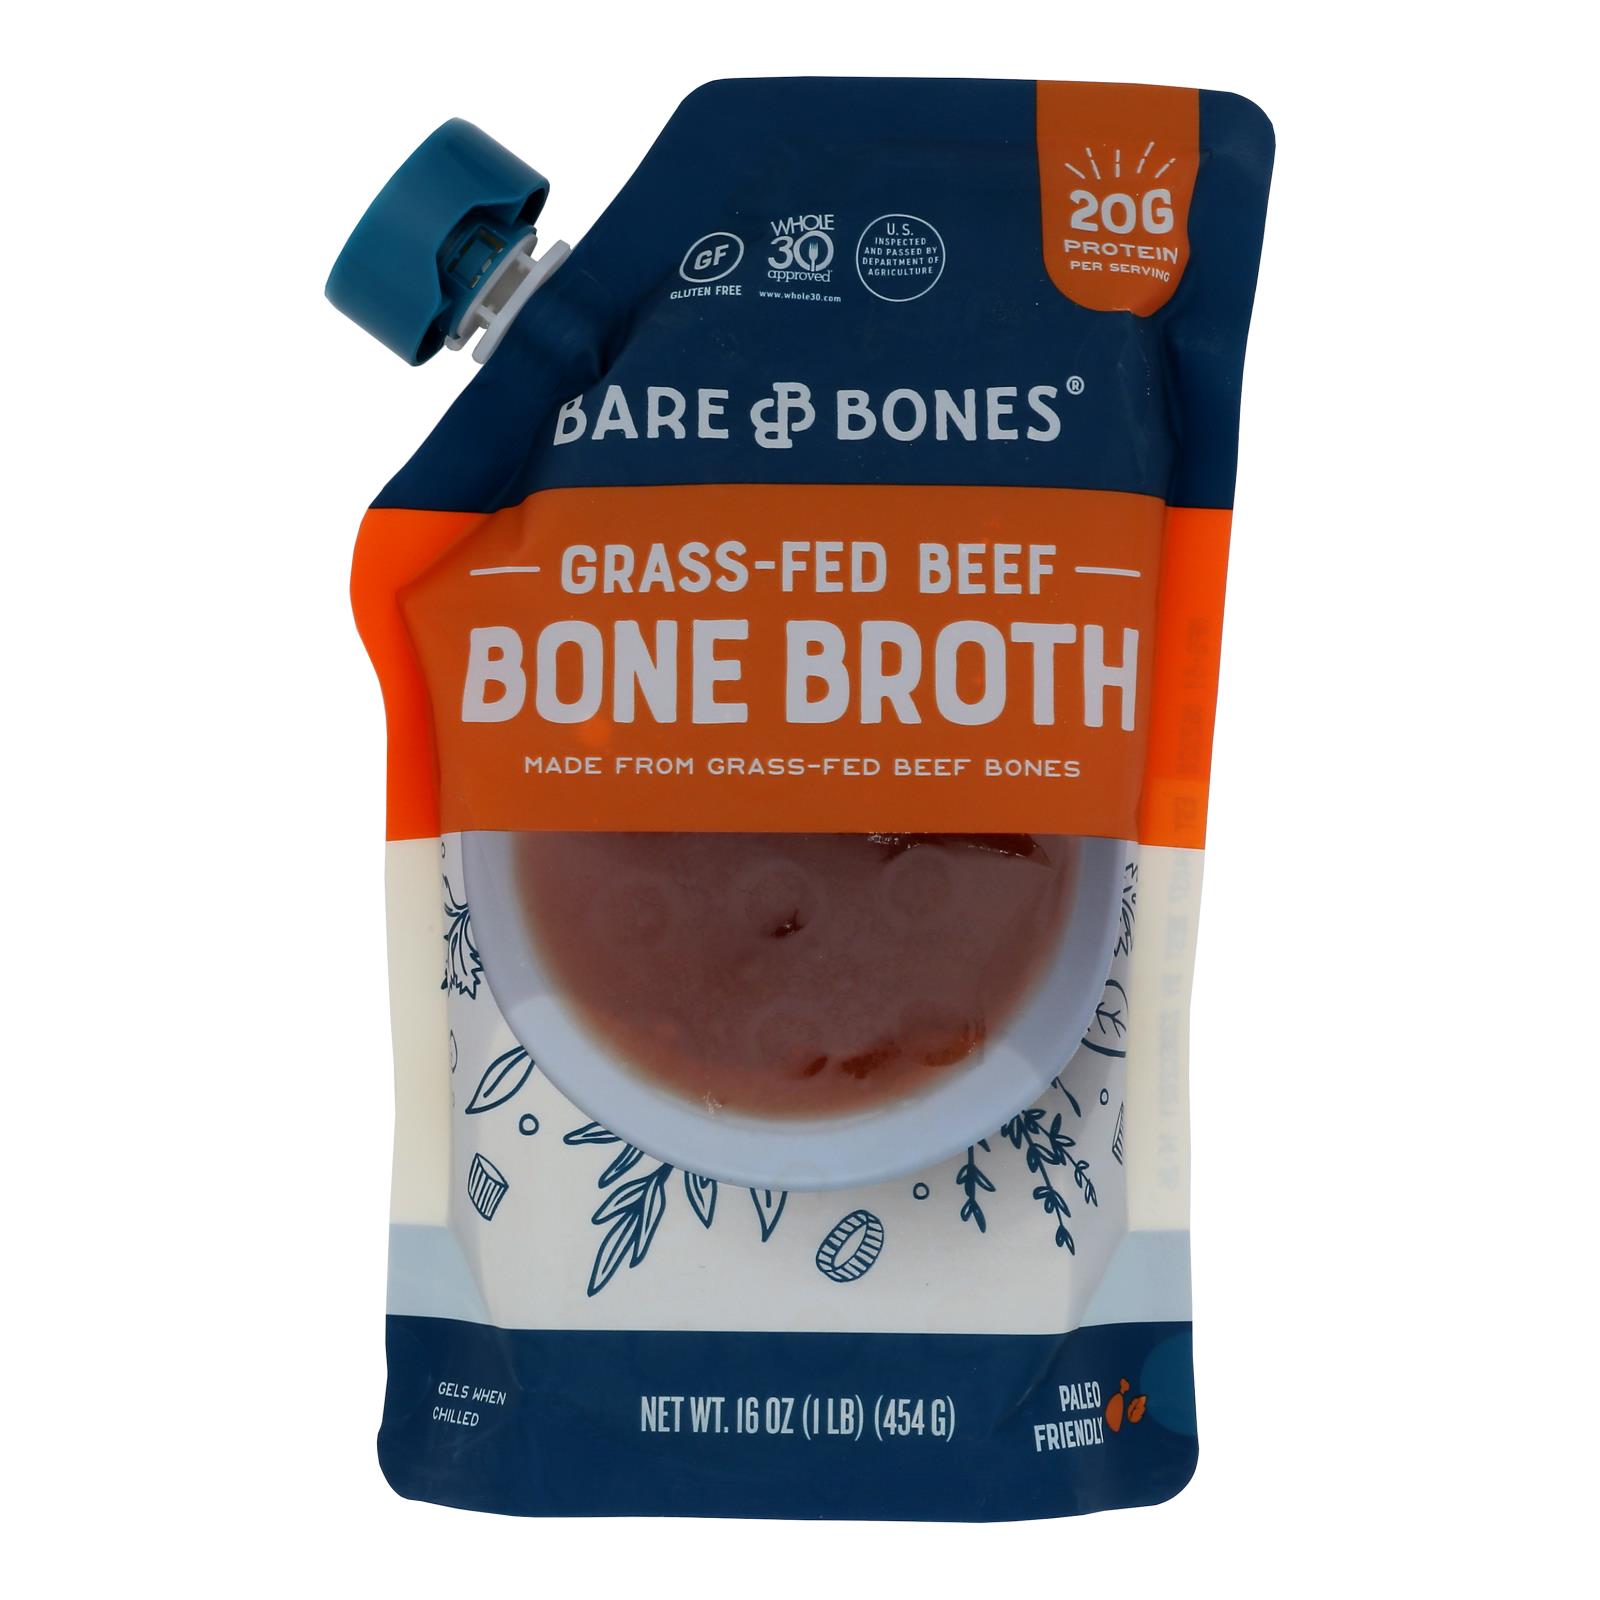 20G
PROTEIN
PER SERVING
GF
GLUTEN FREE
WHOLE
30
approved
www.whole30.com
U.S.
INSPECTED
AND PASSED BY
DEPARTMENT OF
AGRICULTURE
BARE BB BONES®
GRASS-FED BEEF
BONE BROTH
MADE FROM GRASS-FED BEEF BONES
GELS WHEN
CHILLED
NET WT. 16 OZ (1 LB) (454 G)
PALEO
FRIENDLY